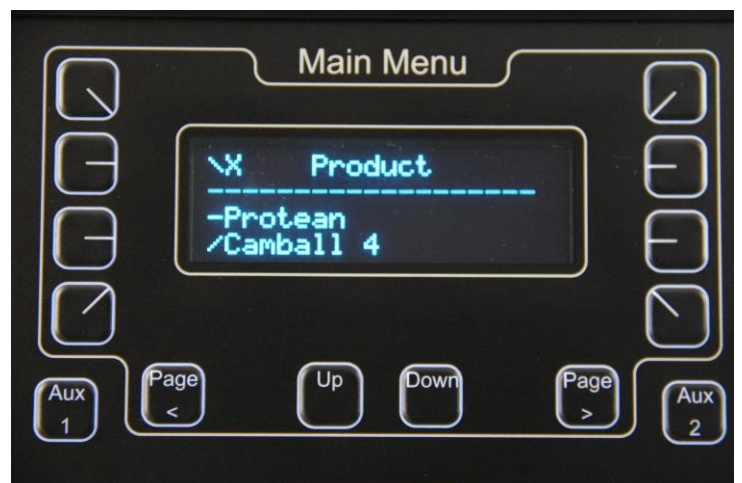 Main Menu
\X Product
--------------------
-Protean
/Camball 4
Aux 1
Page <
Up
Down
Page >
Aux 2